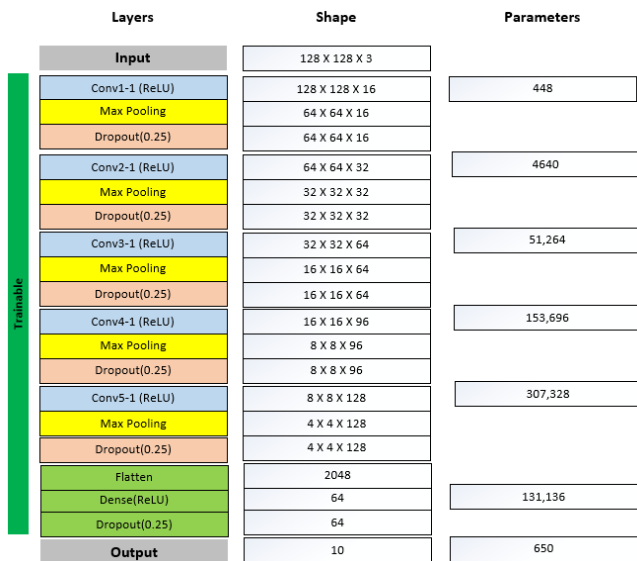 Layers Shape Parameters
Input 128 X 128 X 3
Conv1-1 (ReLU) 128 X 128 X 16 448
Max Pooling 64 X 64 X 16
Dropout(0.25) 64 X 64 X 16
Conv2-1 (ReLU) 64 X 64 X 32 4640
Max Pooling 32 X 32 X 32
Dropout(0.25) 32 X 32 X 32
Conv3-1 (ReLU) 32 X 32 X 64 51,264
Max Pooling 16 X 16 X 64
Dropout(0.25) 16 X 16 X 64
Conv4-1 (ReLU) 16 X 16 X 96 153,696
Max Pooling 8 X 8 X 96
Dropout(0.25) 8 X 8 X 96
Conv5-1 (ReLU) 8 X 8 X 128 307,328
Max Pooling 4 X 4 X 128
Dropout(0.25) 4 X 4 X 128
Flatten 2048
Dense(ReLU) 64 131,136
Dropout(0.25) 64
Output 10 650
Trainable